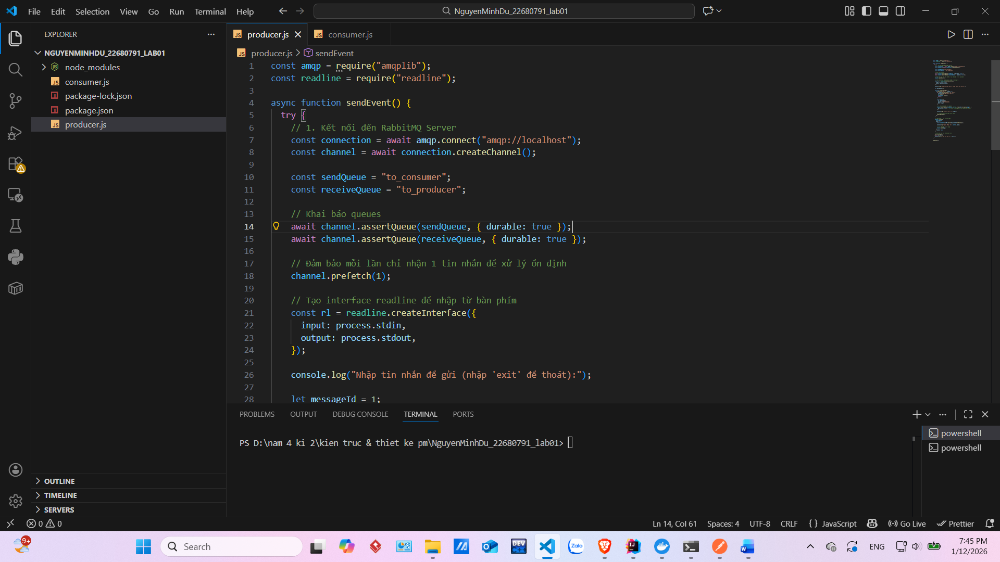 File Edit Selection View Go Run Terminal Help
NguyenMinhDu_22680791_lab01
EXPLORER
NGUYENMINHDU_22680791_LAB01
node_modules
consumer.js
package-lock.json
package.json
producer.js
OUTLINE
TIMELINE
SERVERS
producer.js
consumer.js
producer.js > sendEvent
1 const amqp = require("amqplib");
2 const readline = require("readline");
3
4 async function sendEvent() {
5 try {
6 // 1. Kết nối đến RabbitMQ Server
7 const connection = await amqp.connect("amqp://localhost");
8 const channel = await connection.createChannel();
9
10 const sendQueue = "to_consumer";
11 const receiveQueue = "to_producer";
12
13 // Khai báo queues
14 await channel.assertQueue(sendQueue, { durable: true });
15 await channel.assertQueue(receiveQueue, { durable: true });
16
17 // Đảm bảo mỗi lần chỉ nhận 1 tin nhắn để xử lý ổn định
18 channel.prefetch(1);
19
20 // Tạo interface readline để nhập từ bàn phím
21 const rl = readline.createInterface({
22 input: process.stdin,
23 output: process.stdout,
24 });
25
26 console.log("Nhập tin nhắn để gửi (nhập 'exit' để thoát):");
27
28 let messageId = 1;
PROBLEMS OUTPUT DEBUG CONSOLE TERMINAL PORTS
PS D:\nam 4 ki 2\kien truc & thiet ke pm\NguyenMinhDu_22680791_lab01>
powershell
powershell
0 0
Ln 14, Col 61 Spaces: 4 UTF-8 CRLF { } JavaScript Go Live Prettier
9+
Search
DEV C++
Zalo
ENG
7:45 PM
1/12/2026